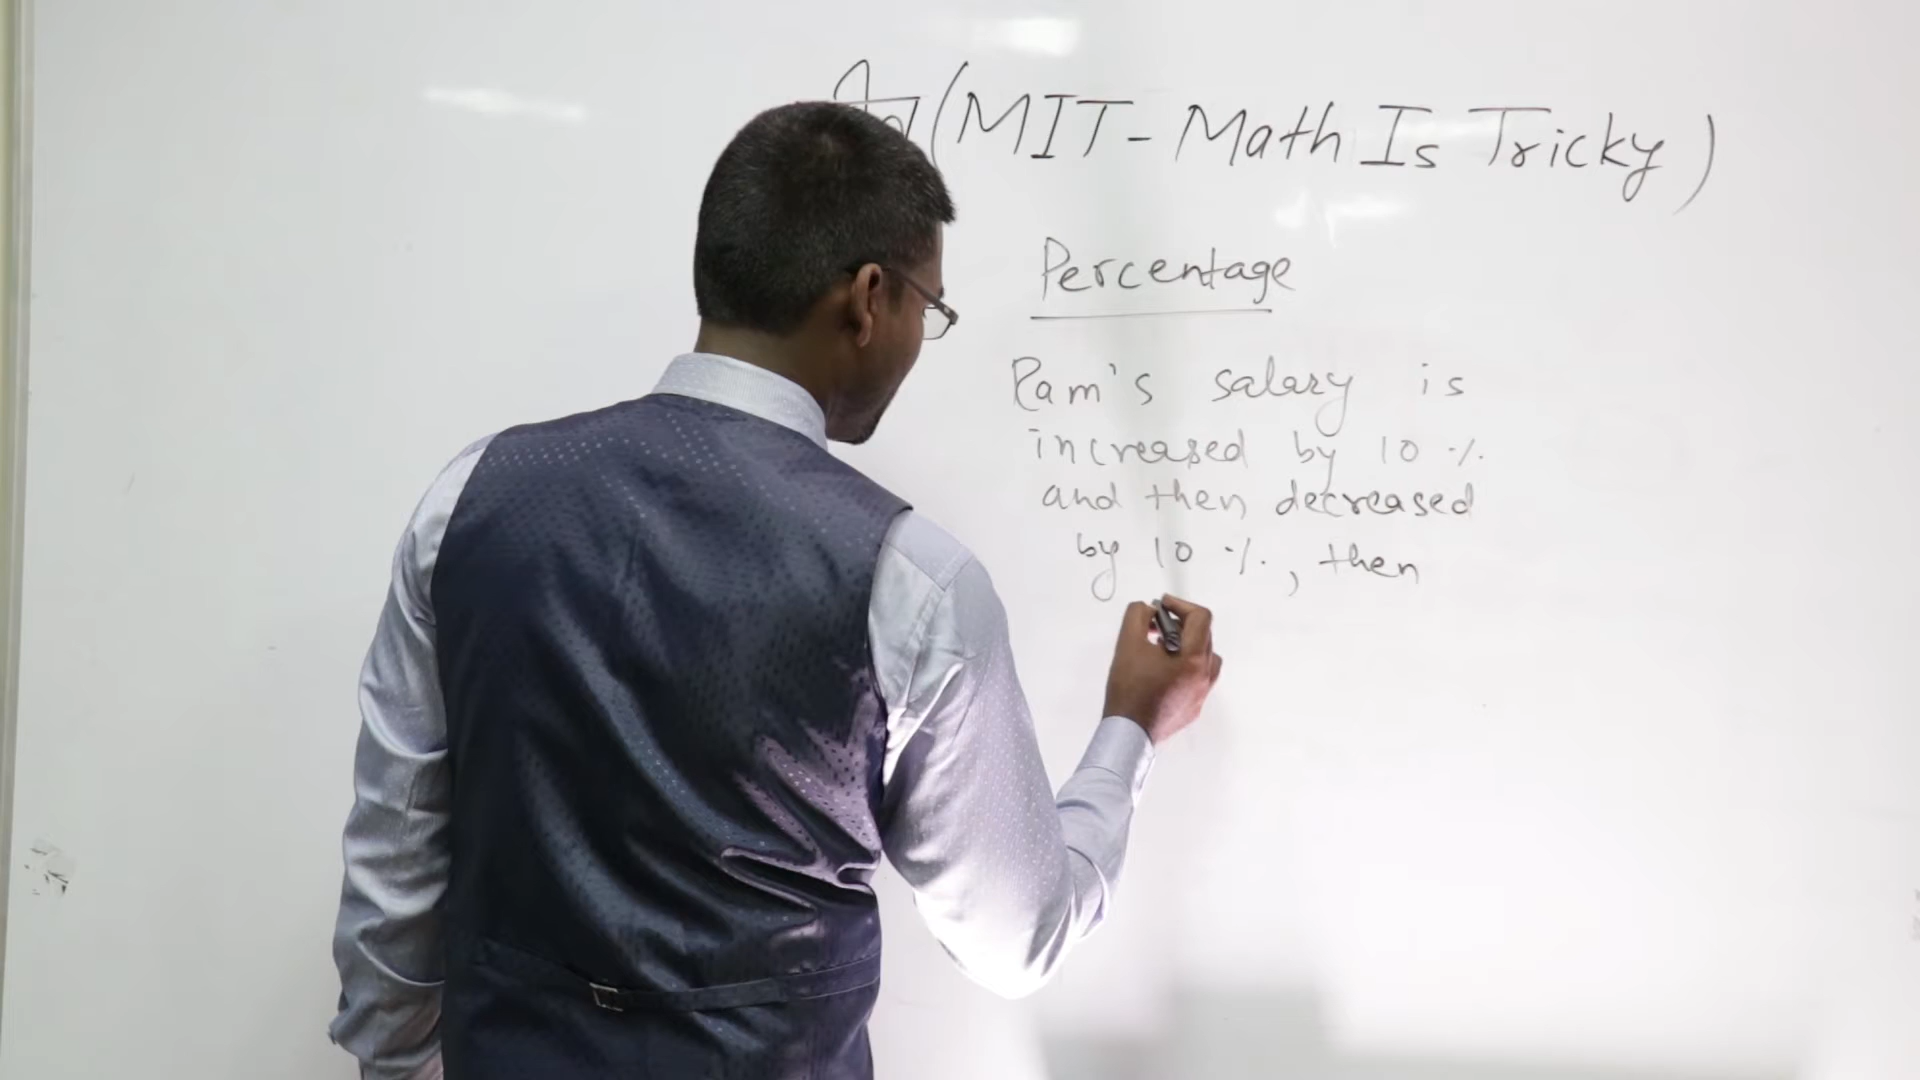 (MIT-Math Is Tricky)
Percentage
Ram's salary is
increased by 10 %
and then decreased
by 10 %, then